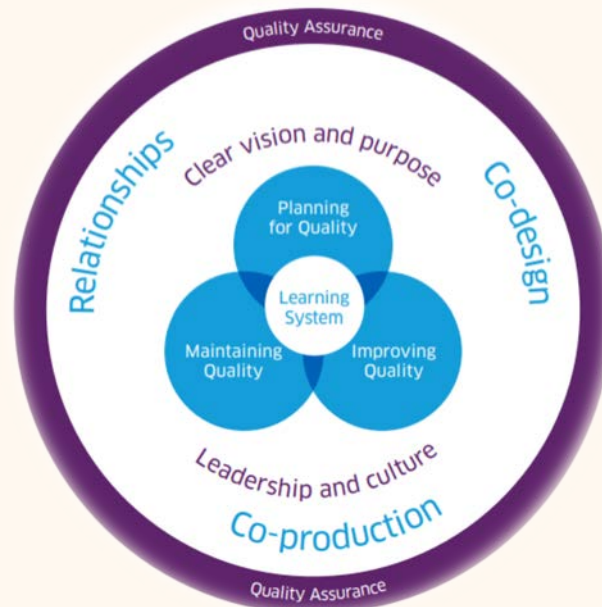 Quality Assurance
Clear vision and purpose
Relationships
Co-design
Planning
for Quality
Learning
System
Maintaining
Quality
Improving
Quality
Leadership and culture
Co-production
Quality Assurance